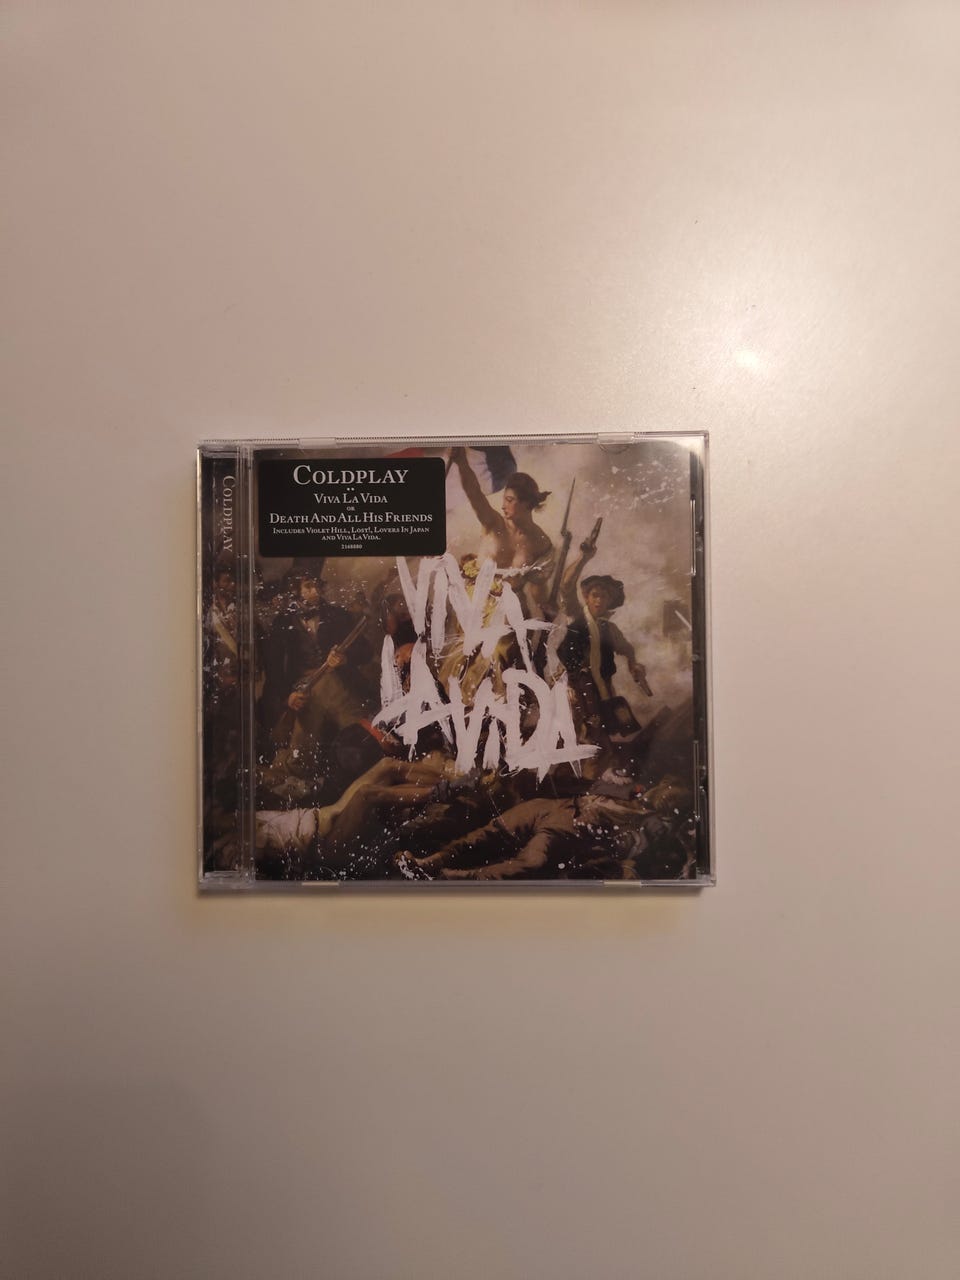 COLDPLAY
VIVA LA VIDA
OR
DEATH AND ALL HIS FRIENDS
INCLUDES VIOLET HILL, LOST!, LOVERS IN JAPAN
AND VIVA LA VIDA.
2168880
COLDPLAY
VIVA
LA VIDA